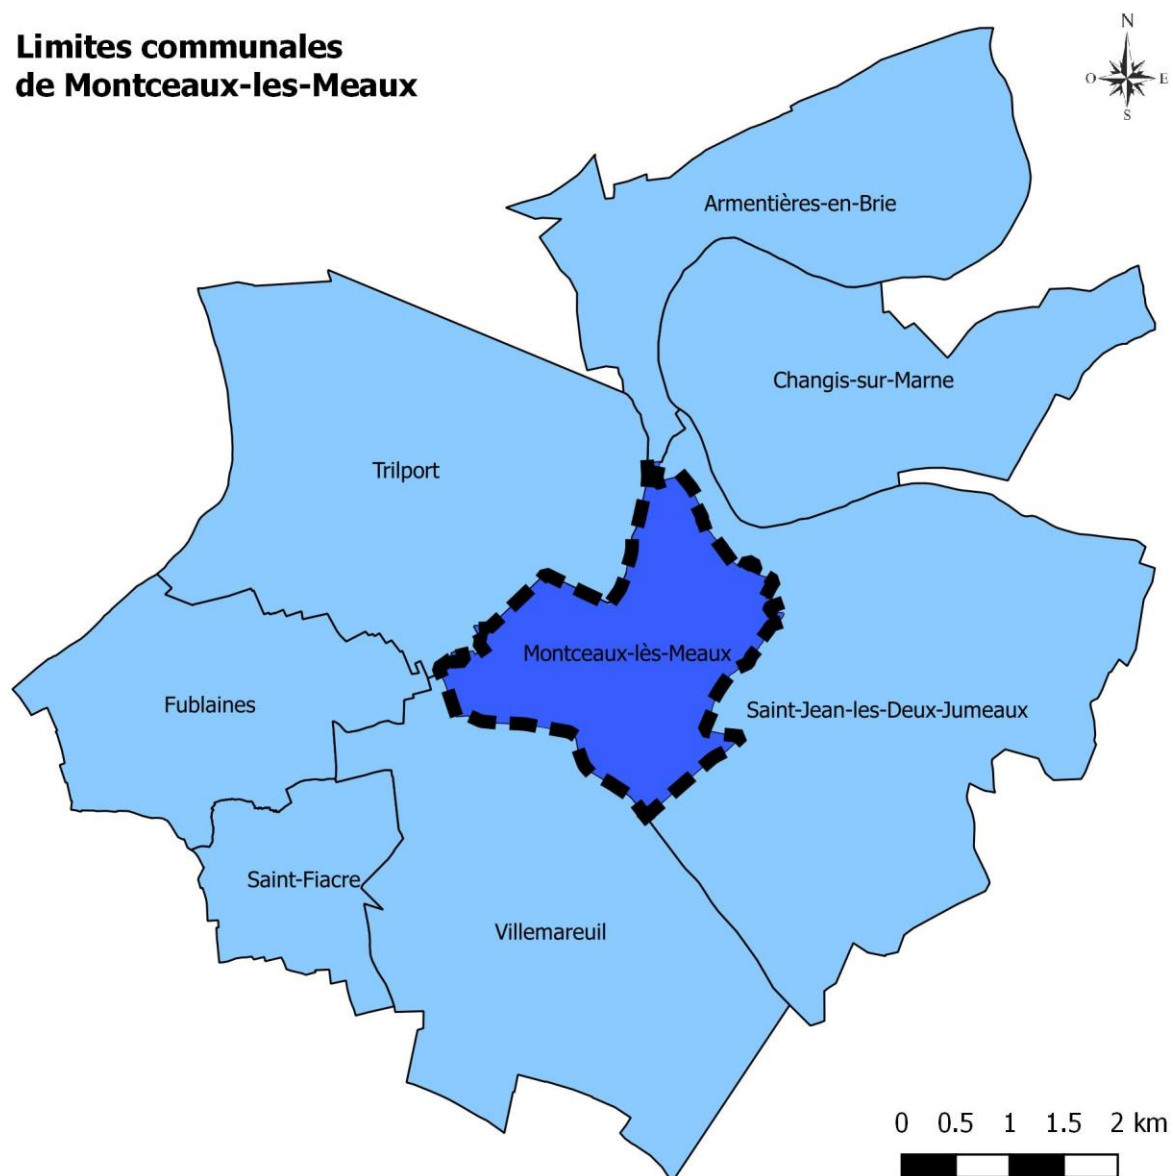 Limites communales
de Montceaux-les-Meaux
N
O E
S
Armentières-en-Brie
Changis-sur-Marne
Trilport
Montceaux-lès-Meaux
Fublaines
Saint-Jean-les-Deux-Jumeaux
Saint-Fiacre
Villemareuil
0 0.5 1 1.5 2 km